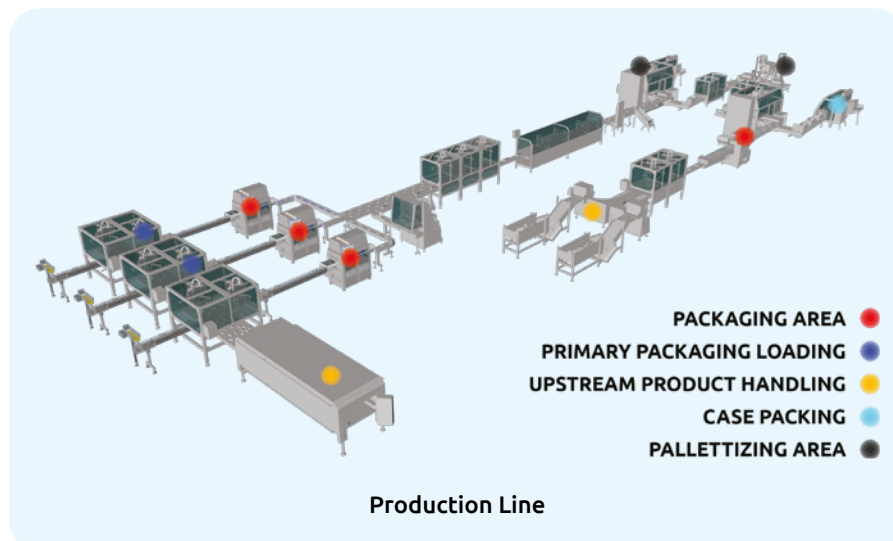 PACKAGING AREA
PRIMARY PACKAGING LOADING
UPSTREAM PRODUCT HANDLING
CASE PACKING
PALLETTIZING AREA
Production Line